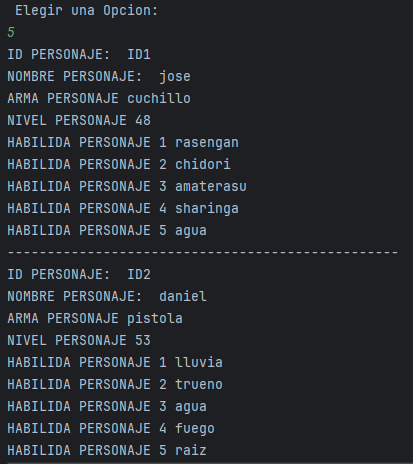 Elegir una Opcion:
5
ID PERSONAJE:  ID1
NOMBRE PERSONAJE:  jose
ARMA PERSONAJE cuchillo
NIVEL PERSONAJE 48
HABILIDA PERSONAJE 1 rasengan
HABILIDA PERSONAJE 2 chidori
HABILIDA PERSONAJE 3 amaterasu
HABILIDA PERSONAJE 4 sharinga
HABILIDA PERSONAJE 5 agua
-------------------------------------------------
ID PERSONAJE:  ID2
NOMBRE PERSONAJE:  daniel
ARMA PERSONAJE pistola
NIVEL PERSONAJE 53
HABILIDA PERSONAJE 1 lluvia
HABILIDA PERSONAJE 2 trueno
HABILIDA PERSONAJE 3 agua
HABILIDA PERSONAJE 4 fuego
HABILIDA PERSONAJE 5 raiz